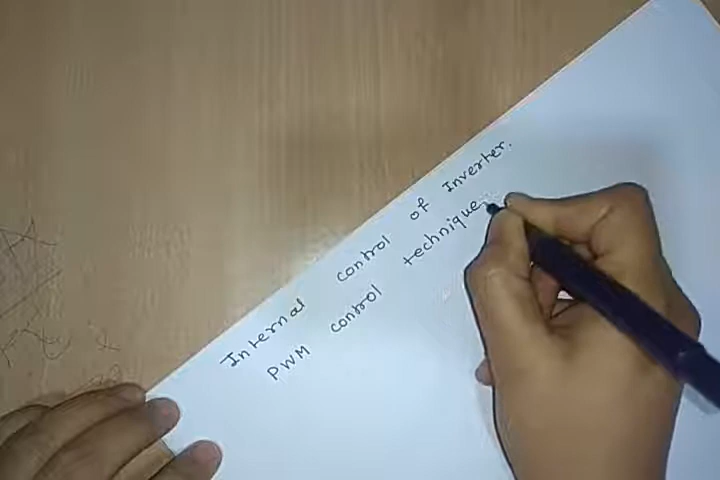 Internal control of Inverter.
PWM control technique